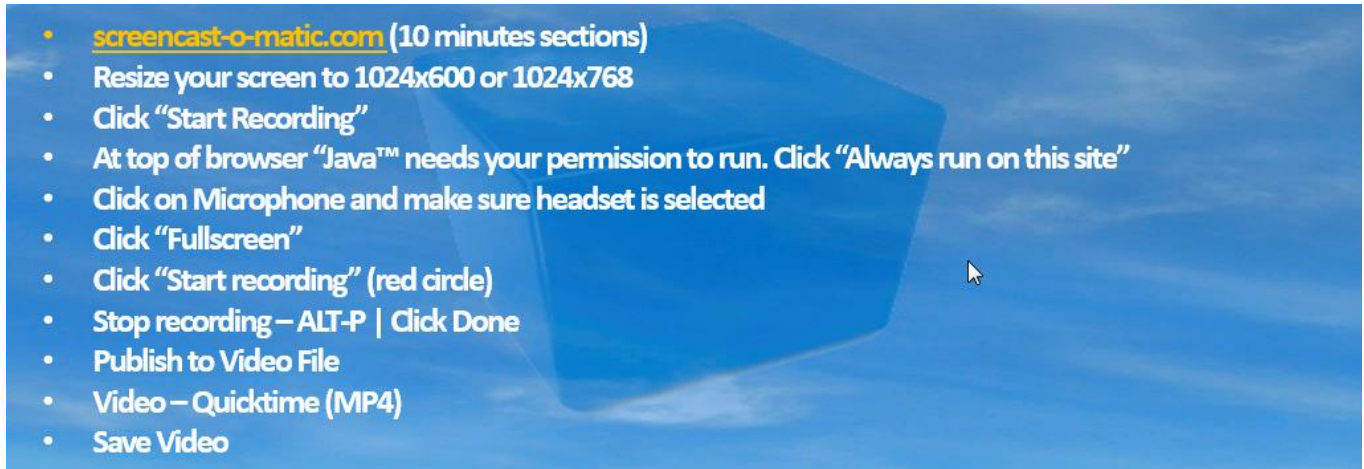 • screencast-o-matic.com (10 minutes sections)
• Resize your screen to 1024x600 or 1024x768
• Click “Start Recording”
• At top of browser “Java™ needs your permission to run. Click “Always run on this site”
• Click on Microphone and make sure headset is selected
• Click “Fullscreen”
• Click “Start recording” (red circle)
• Stop recording – ALT-P | Click Done
• Publish to Video File
• Video – Quicktime (MP4)
• Save Video